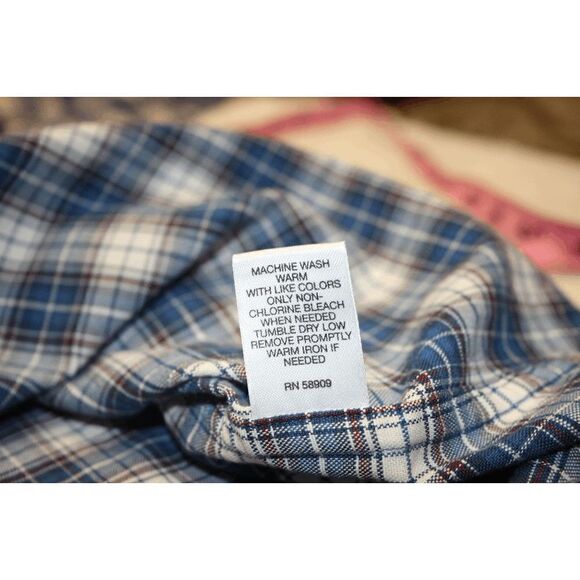 MACHINE WASH
WARM
WITH LIKE COLORS
ONLY NON-
CHLORINE BLEACH
WHEN NEEDED
TUMBLE DRY LOW
REMOVE PROMPTLY
WARM IRON IF
NEEDED
RN 58909